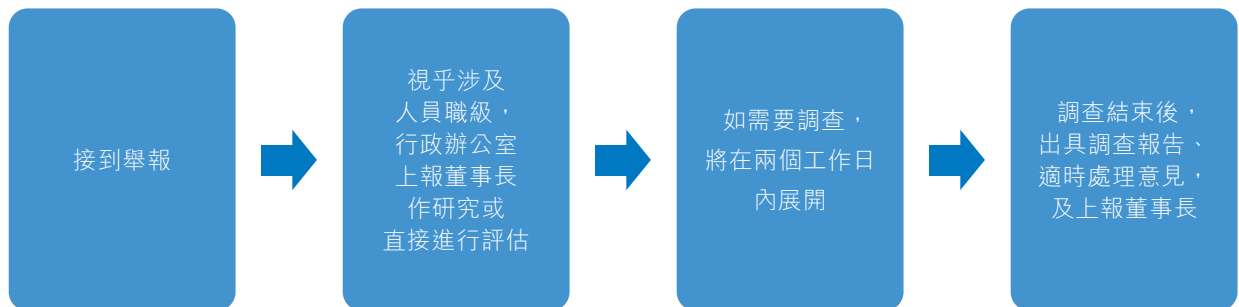 接到舉報
視乎涉及
人員職級，
行政辦公室
上報董事長
作研究或
直接進行評估
如需要調查，
將在兩個工作日
內展開
調查結束後，
出具調查報告、
適時處理意見，
及上報董事長